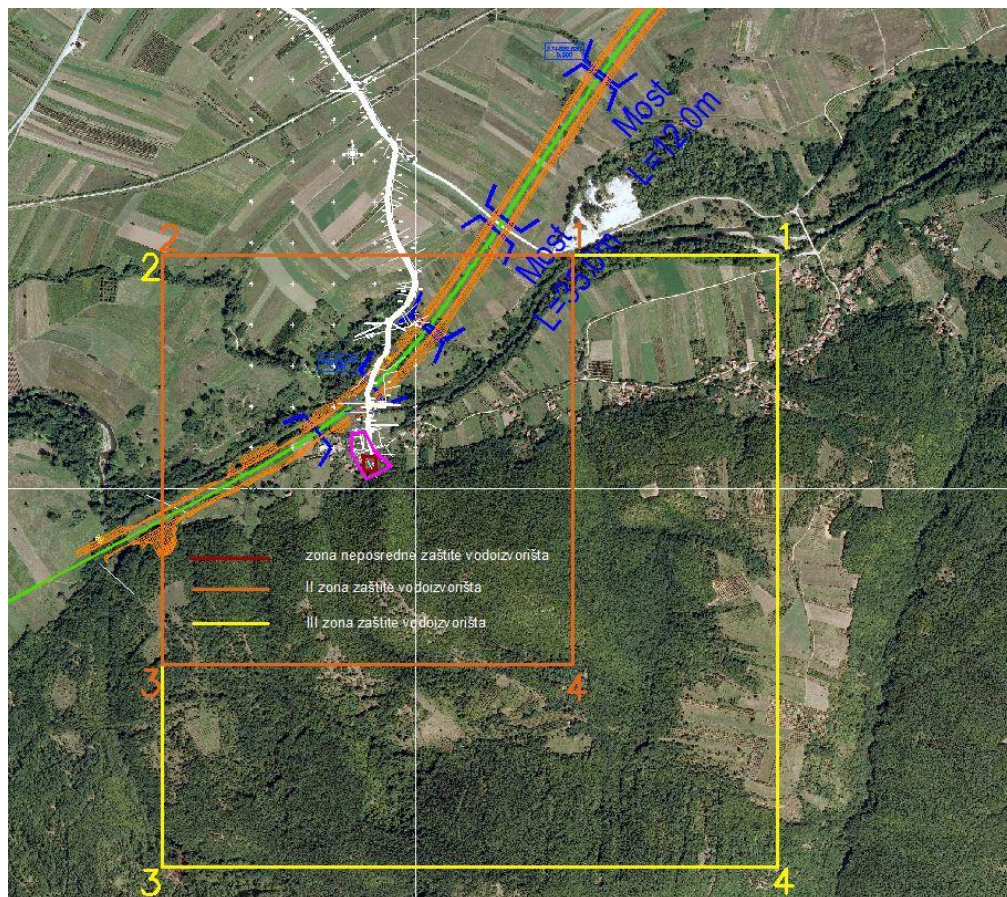 Most
L=12.0m
2
1
1
2
Most
L=33.0m
zona neposredne zaštite vodoizvorišta
II zona zaštite vodoizvorišta
III zona zaštite vodoizvorišta
3
4
3
4